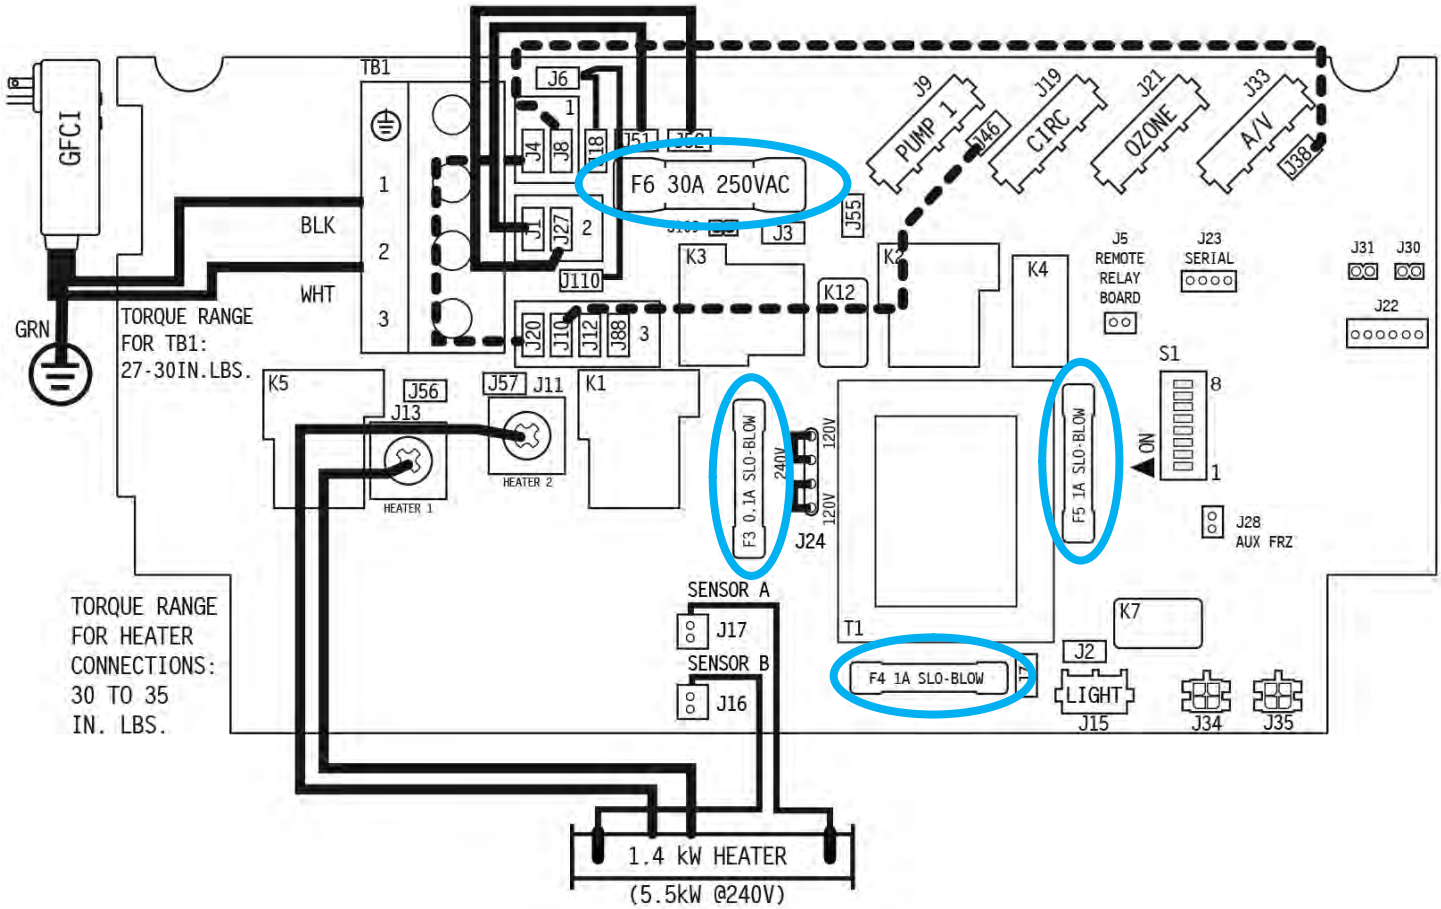 GFCI
BLK
WHT
GRN
TORQUE RANGE
FOR TB1:
27-30IN.LBS.
TB1
1
2
3
J6
1
J4
J8
J18
J51
J52
F6 30A 250VAC
J1
J27
2
J109
J3
J55
J110
J20
J10
J12
J88
3
K3
K12
K2
K4
J9
PUMP 1
J46
J19
CIRC
J21
OZONE
J33
A/V
J38
J5
REMOTE
RELAY
BOARD
J23
SERIAL
J31
J30
J22
K5
J56
J57
J13
J11
HEATER 1
HEATER 2
K1
F3 0.1A SLO-BLOW
240V
120V
120V
J24
F5 1A SLO-BLOW
S1
8
ON
1
J28
AUX FRZ
TORQUE RANGE
FOR HEATER
CONNECTIONS:
30 TO 35
IN. LBS.
SENSOR A
J17
SENSOR B
J16
T1
F4 1A SLO-BLOW
K7
J2
LIGHT
J15
J34
J35
1.4 kW HEATER
(5.5kW @240V)